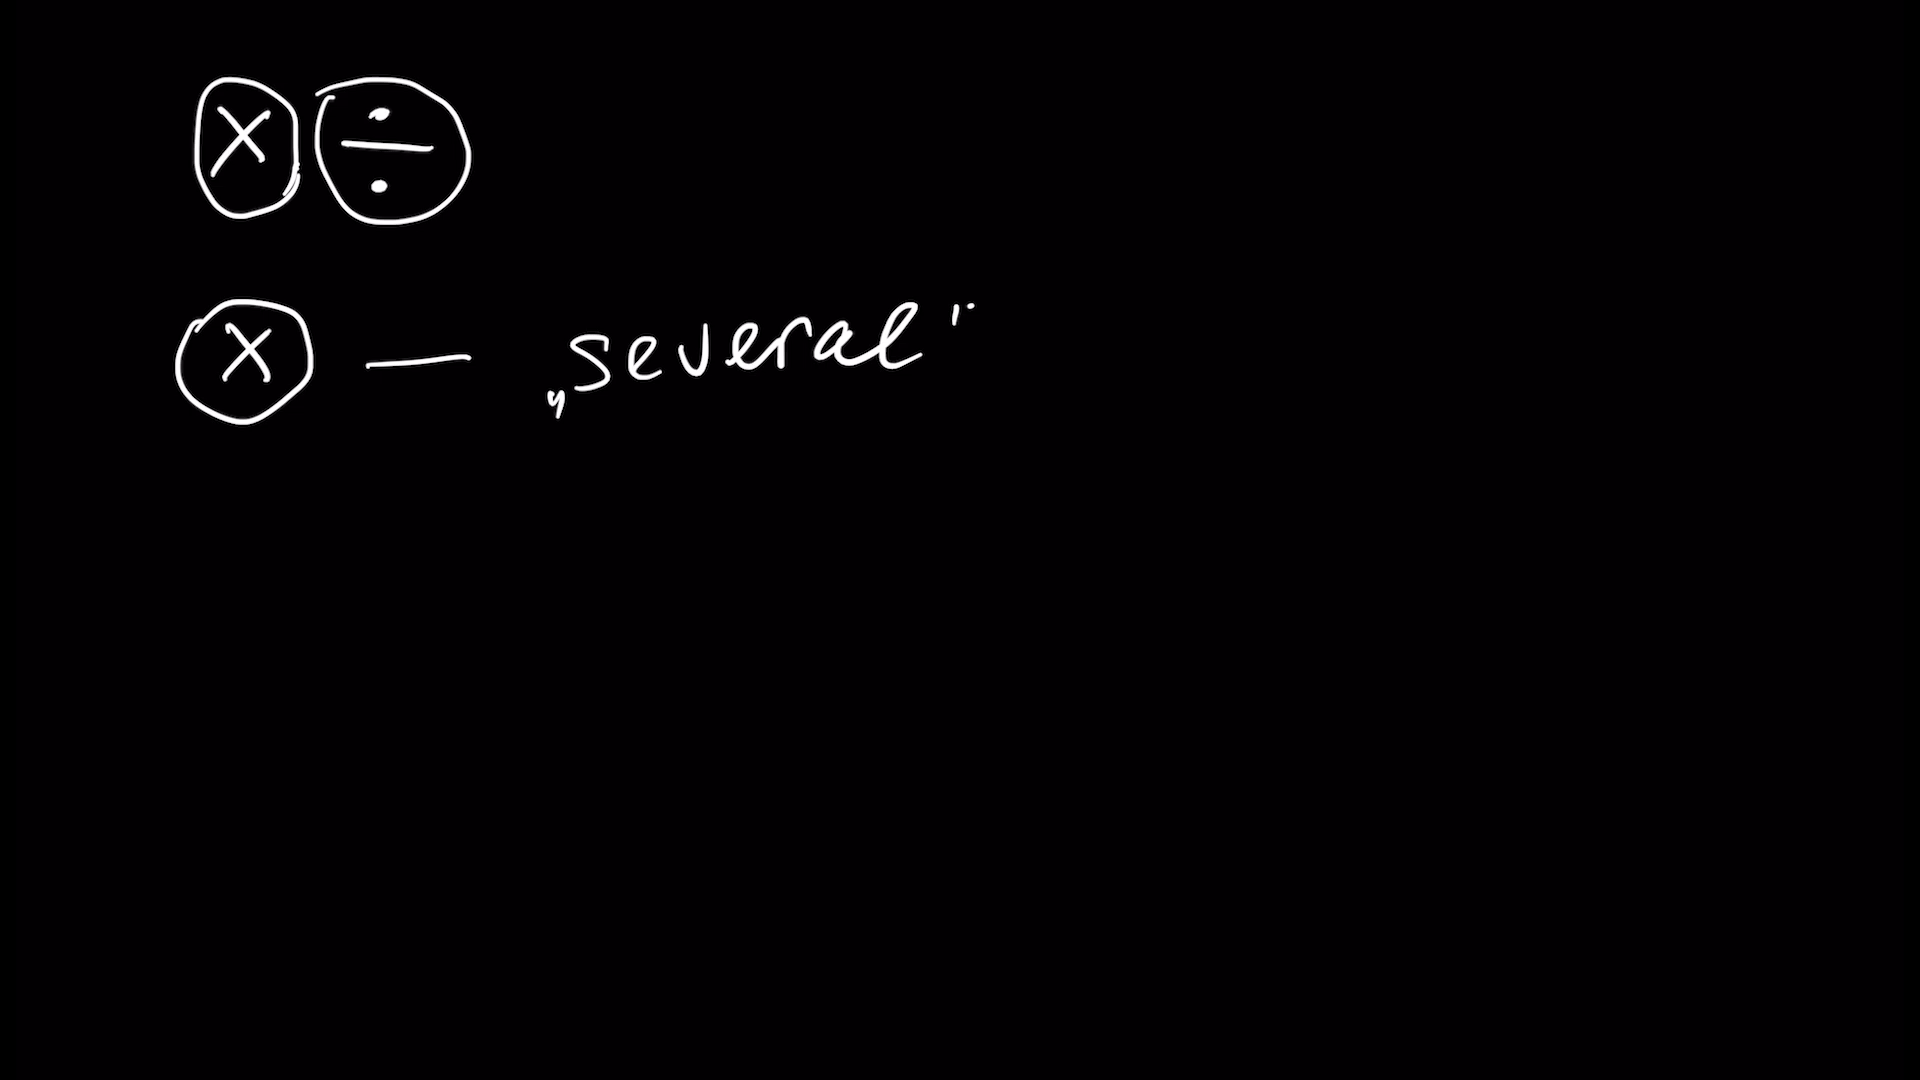 × ÷
× — „several"